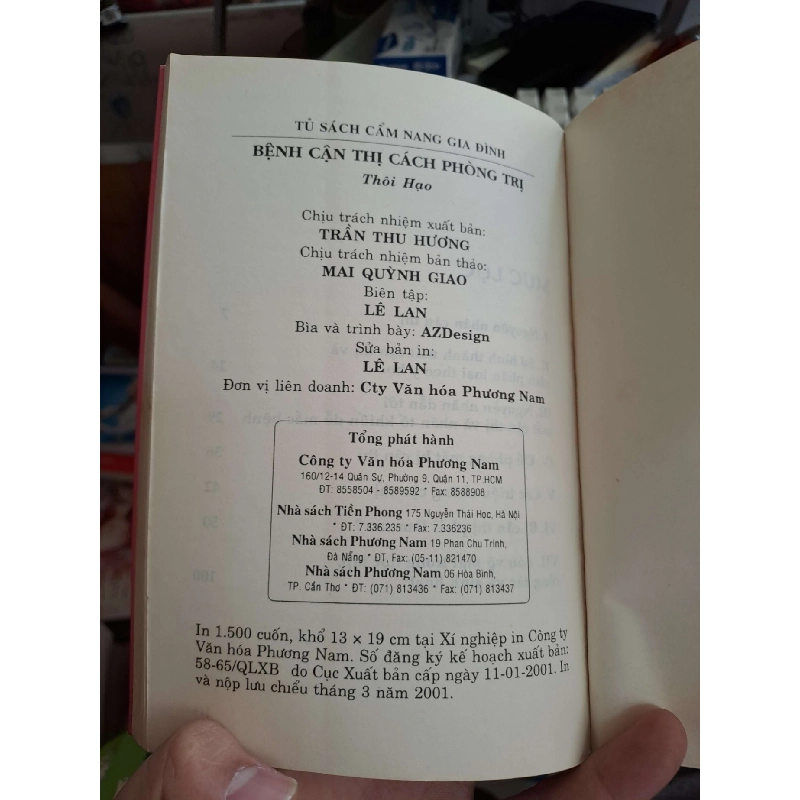 TỦ SÁCH CẨM NANG GIA ĐÌNH
BỆNH CẬN THỊ CÁCH PHÒNG TRỊ
Thôi Hạo
Chịu trách nhiệm xuất bản:
TRẦN THU HƯƠNG
Chịu trách nhiệm bản thảo:
MAI QUỲNH GIAO
Biên tập:
LÊ LAN
Bìa và trình bày: AZDesign
Sửa bản in:
LÊ LAN
Đơn vị liên doanh: Cty Văn hóa Phương Nam
Tổng phát hành
Công ty Văn hóa Phương Nam
160/12-14 Quân Sự, Phường 9, Quận 11, TP.HCM
ĐT: 8558504 - 8589592 * Fax: 8588908
Nhà sách Tiền Phong 175 Nguyễn Thái Học, Hà Nội
* ĐT: 7.336.235 * Fax: 7.336236
Nhà sách Phương Nam 19 Phan Chu Trinh,
Đà Nẵng * ĐT, Fax: (05-11) 821470
Nhà sách Phương Nam 06 Hòa Bình,
TP. Cần Thơ * ĐT: (071) 813436 * Fax: (071) 813437
In 1.500 cuốn, khổ 13 × 19 cm tại Xí nghiệp in Công ty
Văn hóa Phương Nam. Số đăng ký kế hoạch xuất bản:
58-65/QLXB do Cục Xuất bản cấp ngày 11-01-2001. In
và nộp lưu chiểu tháng 3 năm 2001.